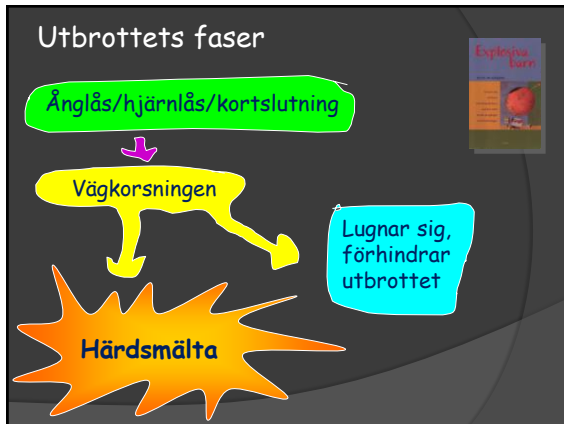 Utbrottets faser
Explosiva
barn
Ånglås/hjärnlås/kortslutning
Vägkorsningen
Lugnar sig,
förhindrar
utbrottet
Härdsmälta